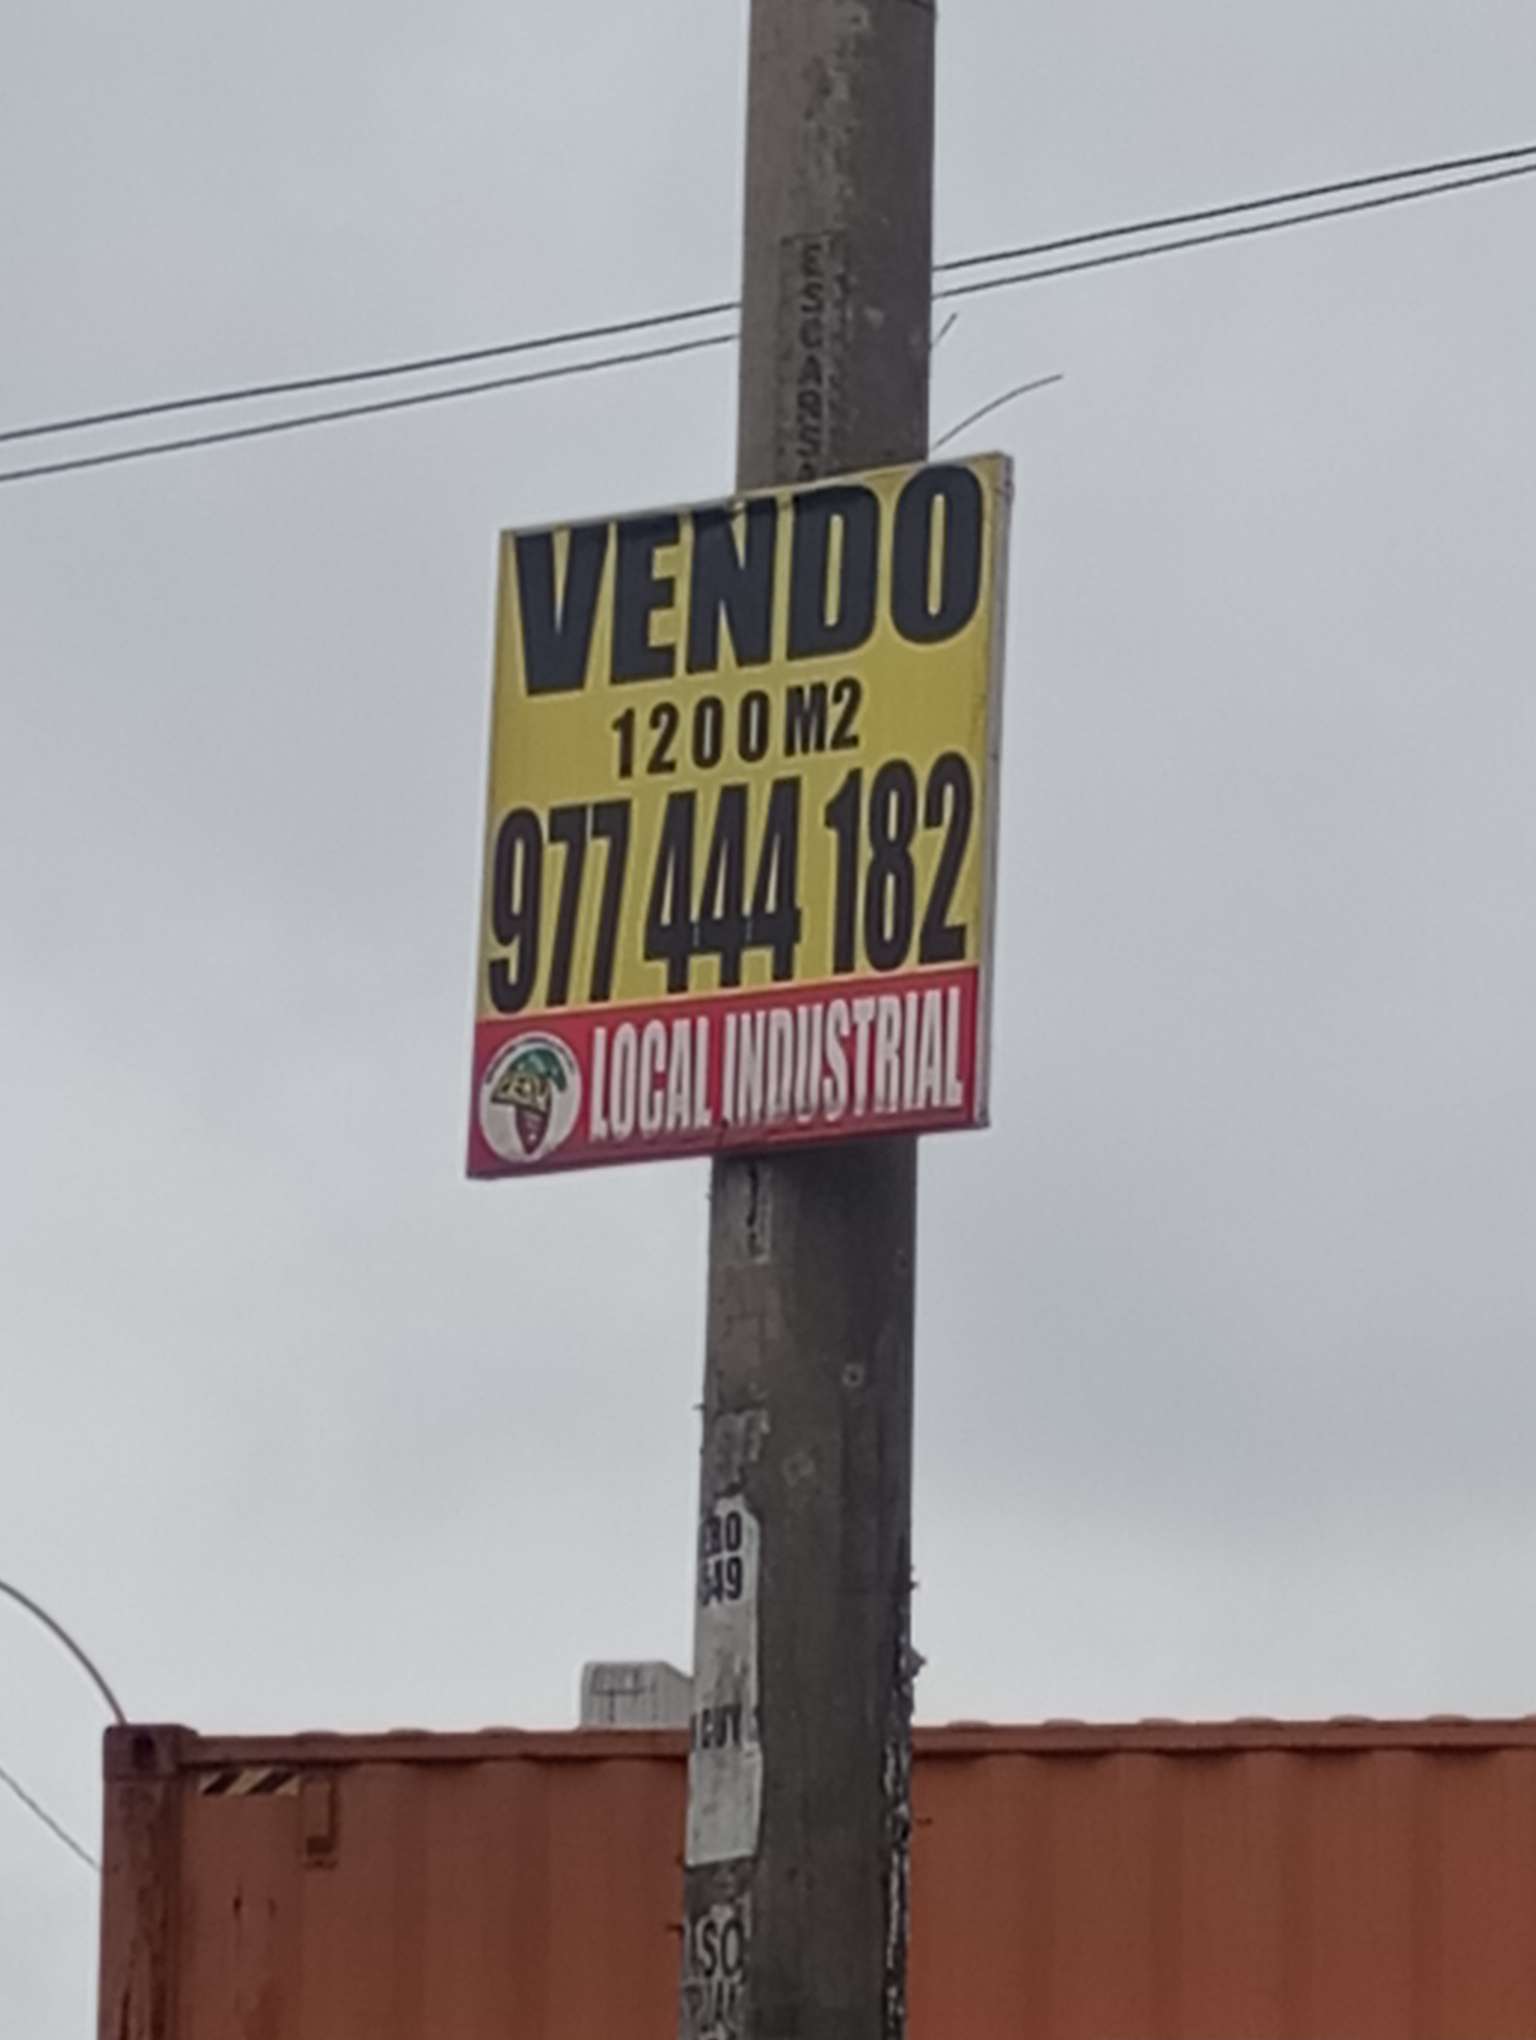 VENDO
1200 M2
977 444 182
LOCAL INDUSTRIAL